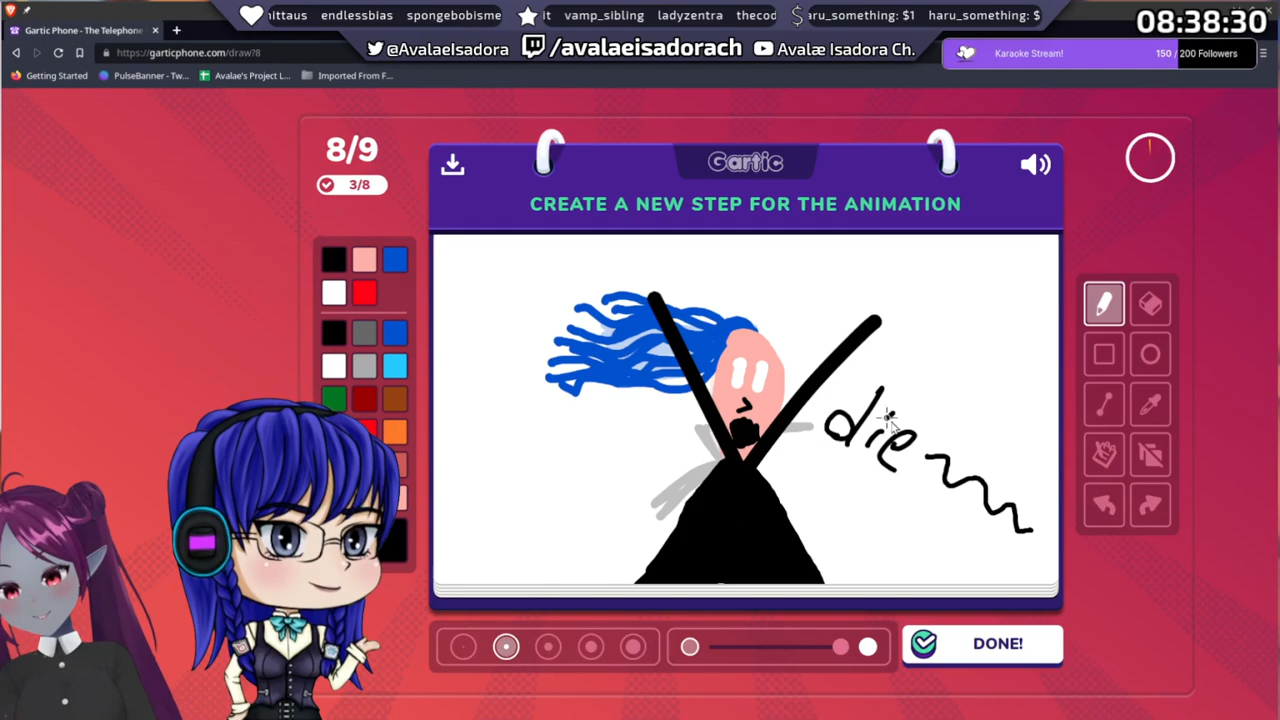 ittaus endlessbias spongebobisme
it vamp_sibling ladyzentra thecod
aru_something: $1 haru_something: $
08:38:30
Gartic Phone - The Telephone
@AvalaeIsadora
/avalaeisadorach
Avalæ Isadora Ch.
https://garticphone.com/draw?8
Karaoke Stream!
150 / 200 Followers
Getting Started
PulseBanner - Tw...
Avalae's Project L...
Imported From F...
8/9
3/8
Gartic
CREATE A NEW STEP FOR THE ANIMATION
die
DONE!